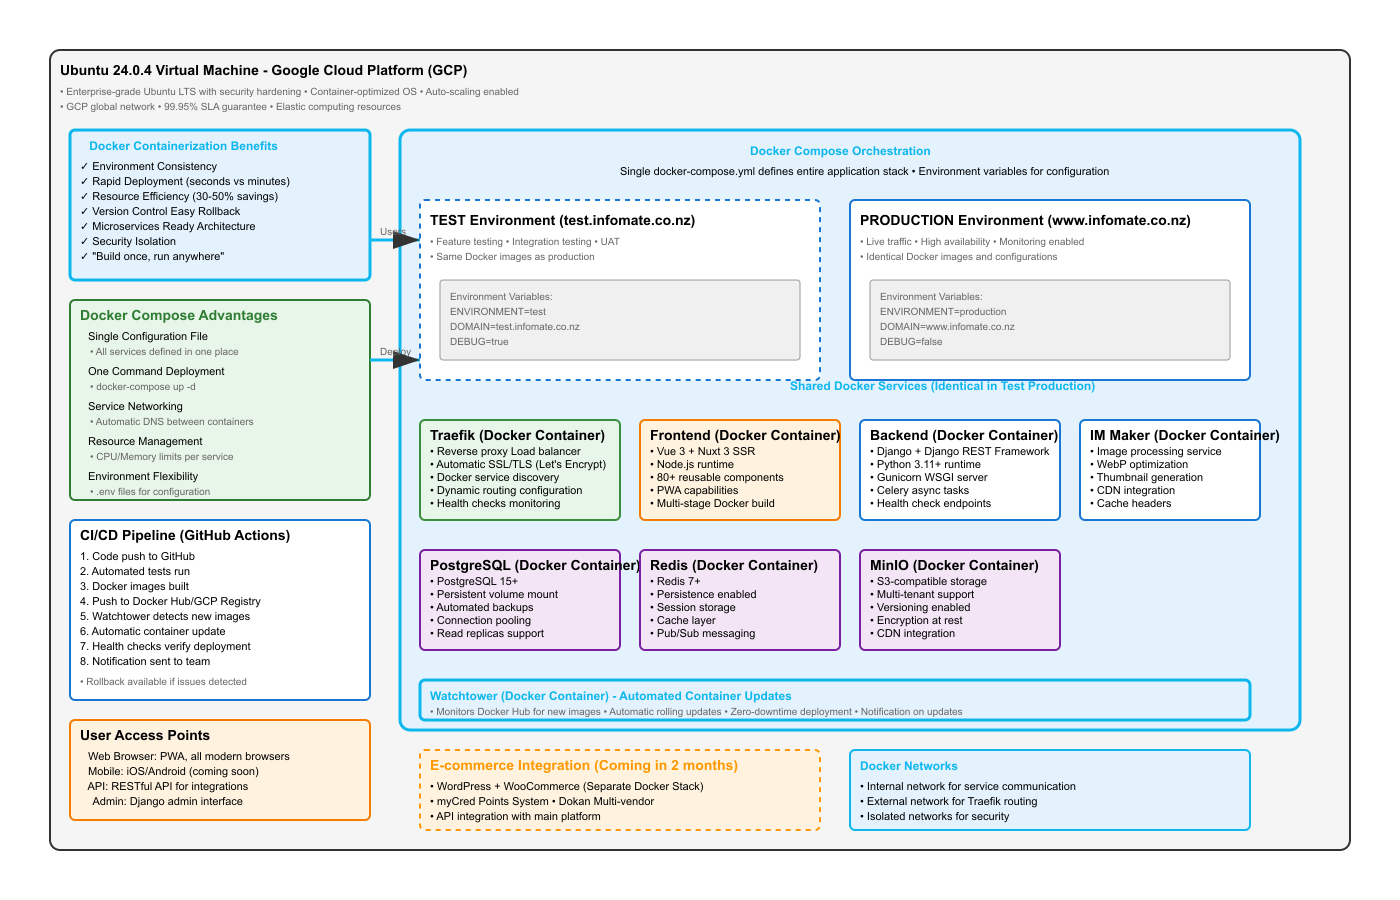 Ubuntu 24.0.4 Virtual Machine - Google Cloud Platform (GCP)
• Enterprise-grade Ubuntu LTS with security hardening • Container-optimized OS • Auto-scaling enabled
• GCP global network • 99.95% SLA guarantee • Elastic computing resources
Docker Containerization Benefits
✓ Environment Consistency
✓ Rapid Deployment (seconds vs minutes)
✓ Resource Efficiency (30-50% savings)
✓ Version Control Easy Rollback
✓ Microservices Ready Architecture
✓ Security Isolation
✓ "Build once, run anywhere"
Docker Compose Advantages
Single Configuration File
• All services defined in one place
One Command Deployment
• docker-compose up -d
Service Networking
• Automatic DNS between containers
Resource Management
• CPU/Memory limits per service
Environment Flexibility
• .env files for configuration
CI/CD Pipeline (GitHub Actions)
1. Code push to GitHub
2. Automated tests run
3. Docker images built
4. Push to Docker Hub/GCP Registry
5. Watchtower detects new images
6. Automatic container update
7. Health checks verify deployment
8. Notification sent to team
• Rollback available if issues detected
User Access Points
Web Browser: PWA, all modern browsers
Mobile: iOS/Android (coming soon)
API: RESTful API for integrations
Admin: Django admin interface
Users
Deploy
Docker Compose Orchestration
Single docker-compose.yml defines entire application stack • Environment variables for configuration
TEST Environment (test.infomate.co.nz)
• Feature testing • Integration testing • UAT
• Same Docker images as production
Environment Variables:
ENVIRONMENT=test
DOMAIN=test.infomate.co.nz
DEBUG=true
PRODUCTION Environment (www.infomate.co.nz)
• Live traffic • High availability • Monitoring enabled
• Identical Docker images and configurations
Environment Variables:
ENVIRONMENT=production
DOMAIN=www.infomate.co.nz
DEBUG=false
Shared Docker Services (Identical in Test Production)
Traefik (Docker Container)
• Reverse proxy Load balancer
• Automatic SSL/TLS (Let's Encrypt)
• Docker service discovery
• Dynamic routing configuration
• Health checks monitoring
Frontend (Docker Container)
• Vue 3 + Nuxt 3 SSR
• Node.js runtime
• 80+ reusable components
• PWA capabilities
• Multi-stage Docker build
Backend (Docker Container)
• Django + Django REST Framework
• Python 3.11+ runtime
• Gunicorn WSGI server
• Celery async tasks
• Health check endpoints
IM Maker (Docker Container)
• Image processing service
• WebP optimization
• Thumbnail generation
• CDN integration
• Cache headers
PostgreSQL (Docker Container)
• PostgreSQL 15+
• Persistent volume mount
• Automated backups
• Connection pooling
• Read replicas support
Redis (Docker Container)
• Redis 7+
• Persistence enabled
• Session storage
• Cache layer
• Pub/Sub messaging
MinIO (Docker Container)
• S3-compatible storage
• Multi-tenant support
• Versioning enabled
• Encryption at rest
• CDN integration
Watchtower (Docker Container) - Automated Container Updates
• Monitors Docker Hub for new images • Automatic rolling updates • Zero-downtime deployment • Notification on updates
E-commerce Integration (Coming in 2 months)
• WordPress + WooCommerce (Separate Docker Stack)
• myCred Points System • Dokan Multi-vendor
• API integration with main platform
Docker Networks
• Internal network for service communication
• External network for Traefik routing
• Isolated networks for security